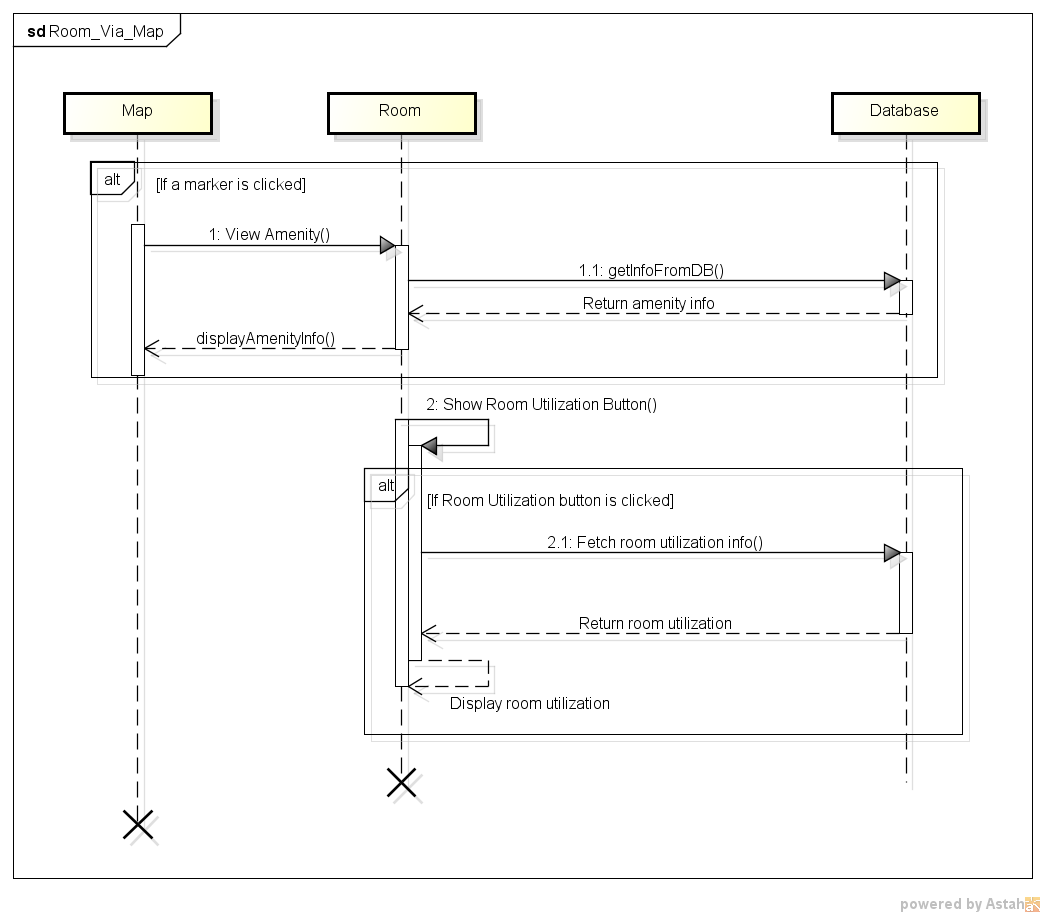 sd Room_Via_Map
Map
Room
Database
alt
[If a marker is clicked]
1: View Amenity()
1.1: getInfoFromDB()
Return amenity info
displayAmenityInfo()
2: Show Room Utilization Button()
alt
[If Room Utilization button is clicked]
2.1: Fetch room utilization info()
Return room utilization
Display room utilization
powered by Astah